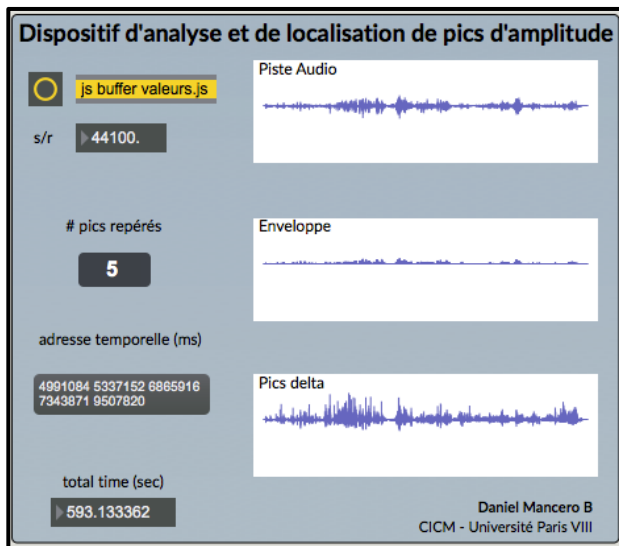 Dispositif d'analyse et de localisation de pics d'amplitude
js buffer valeurs.js
s/r
44100.
# pics repérés
5
adresse temporelle (ms)
4991084 5337152 6865916
7343871 9507820
total time (sec)
593.133362
Piste Audio
Enveloppe
Pics delta
Daniel Mancero B
CICM - Université Paris VIII